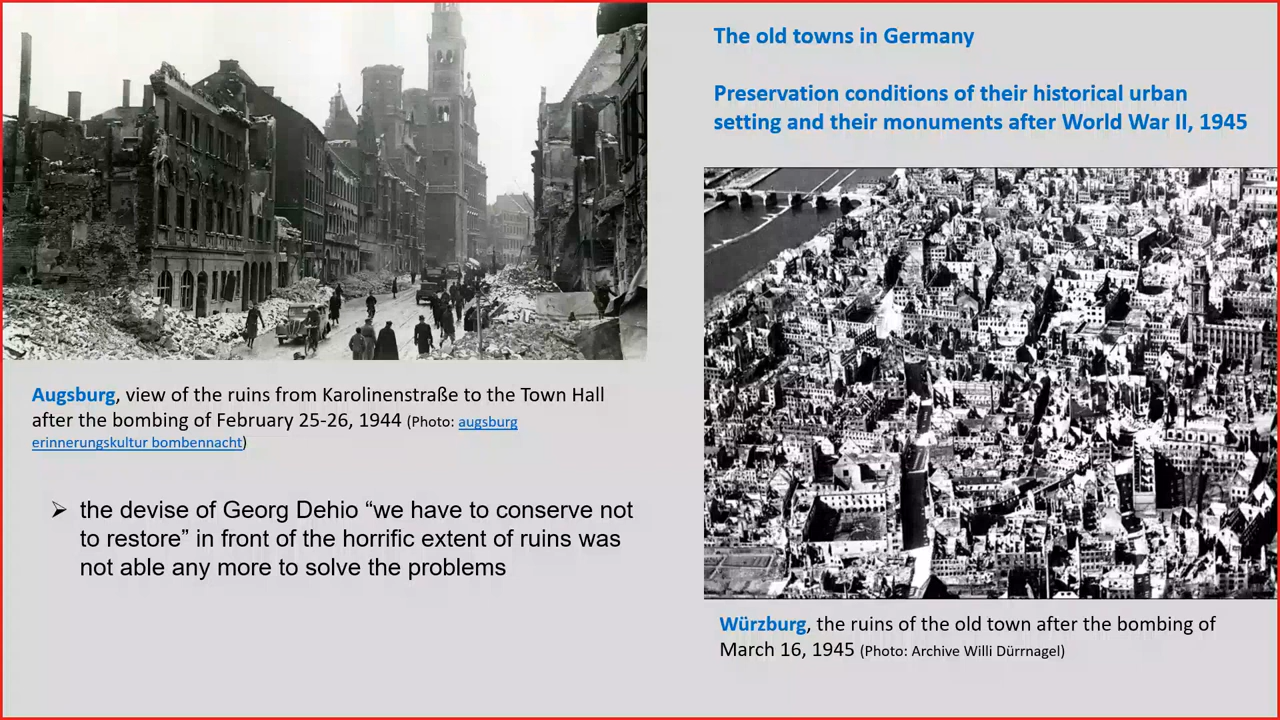 The old towns in Germany
Preservation conditions of their historical urban
setting and their monuments after World War II, 1945
Augsburg, view of the ruins from Karolinenstraße to the Town Hall
after the bombing of February 25-26, 1944 (Photo: augsburg
erinnerungskultur bombennacht)
➢ the devise of Georg Dehio “we have to conserve not
to restore” in front of the horrific extent of ruins was
not able any more to solve the problems
Würzburg, the ruins of the old town after the bombing of
March 16, 1945 (Photo: Archive Willi Dürrnagel)